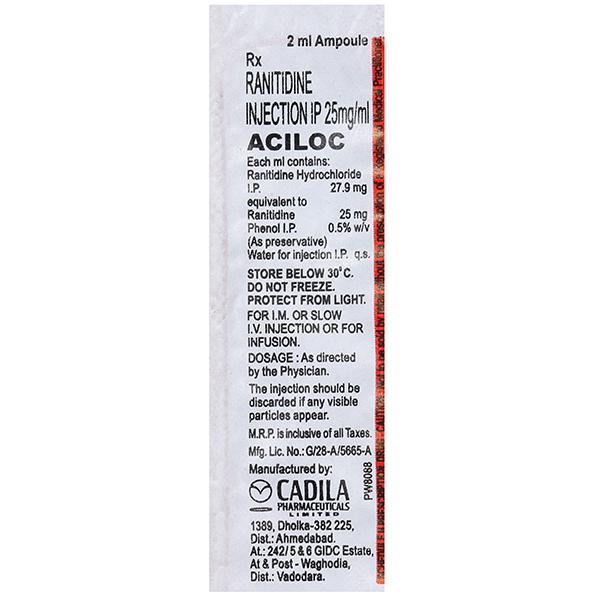 2 ml Ampoule
Rx
RANITIDINE
INJECTION IP 25mg/ml
ACILOC
Each ml contains:
Ranitidine Hydrochloride
I.P. 27.9 mg
equivalent to
Ranitidine 25 mg
Phenol I.P. 0.5% w/v
(As preservative)
Water for injection I.P. q.s.
STORE BELOW 30°C.
DO NOT FREEZE.
PROTECT FROM LIGHT.
FOR I.M. OR SLOW
I.V. INJECTION OR FOR
INFUSION.
DOSAGE : As directed
by the Physician.
The injection should be
discarded if any visible
particles appear.
M.R.P. is inclusive of all Taxes.
Mfg. Lic. No.: G/28-A/5665-A
Manufactured by:
CADILA
PHARMACEUTICALS
LIMITED
1389, Dholka-382 225,
Dist.: Ahmedabad.
At.: 242/5 & 6 GIDC Estate,
At & Post - Waghodia,
Dist.: Vadodara.
PW8088
PRESCRIPTION DRUG- CAUTION: Not to be sold by retail without the prescription of a Registered Medical Practitioner.